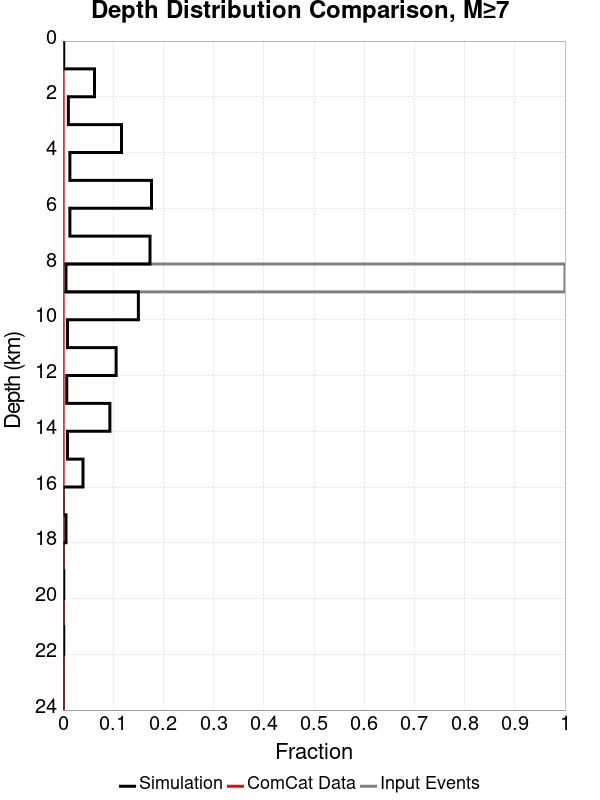 Depth Distribution Comparison, M≥7
0
2
4
6
8
10
12
14
16
18
20
22
24
Depth (km)
0 0.1 0.2 0.3 0.4 0.5 0.6 0.7 0.8 0.9 1
Fraction
Simulation ComCat Data Input Events